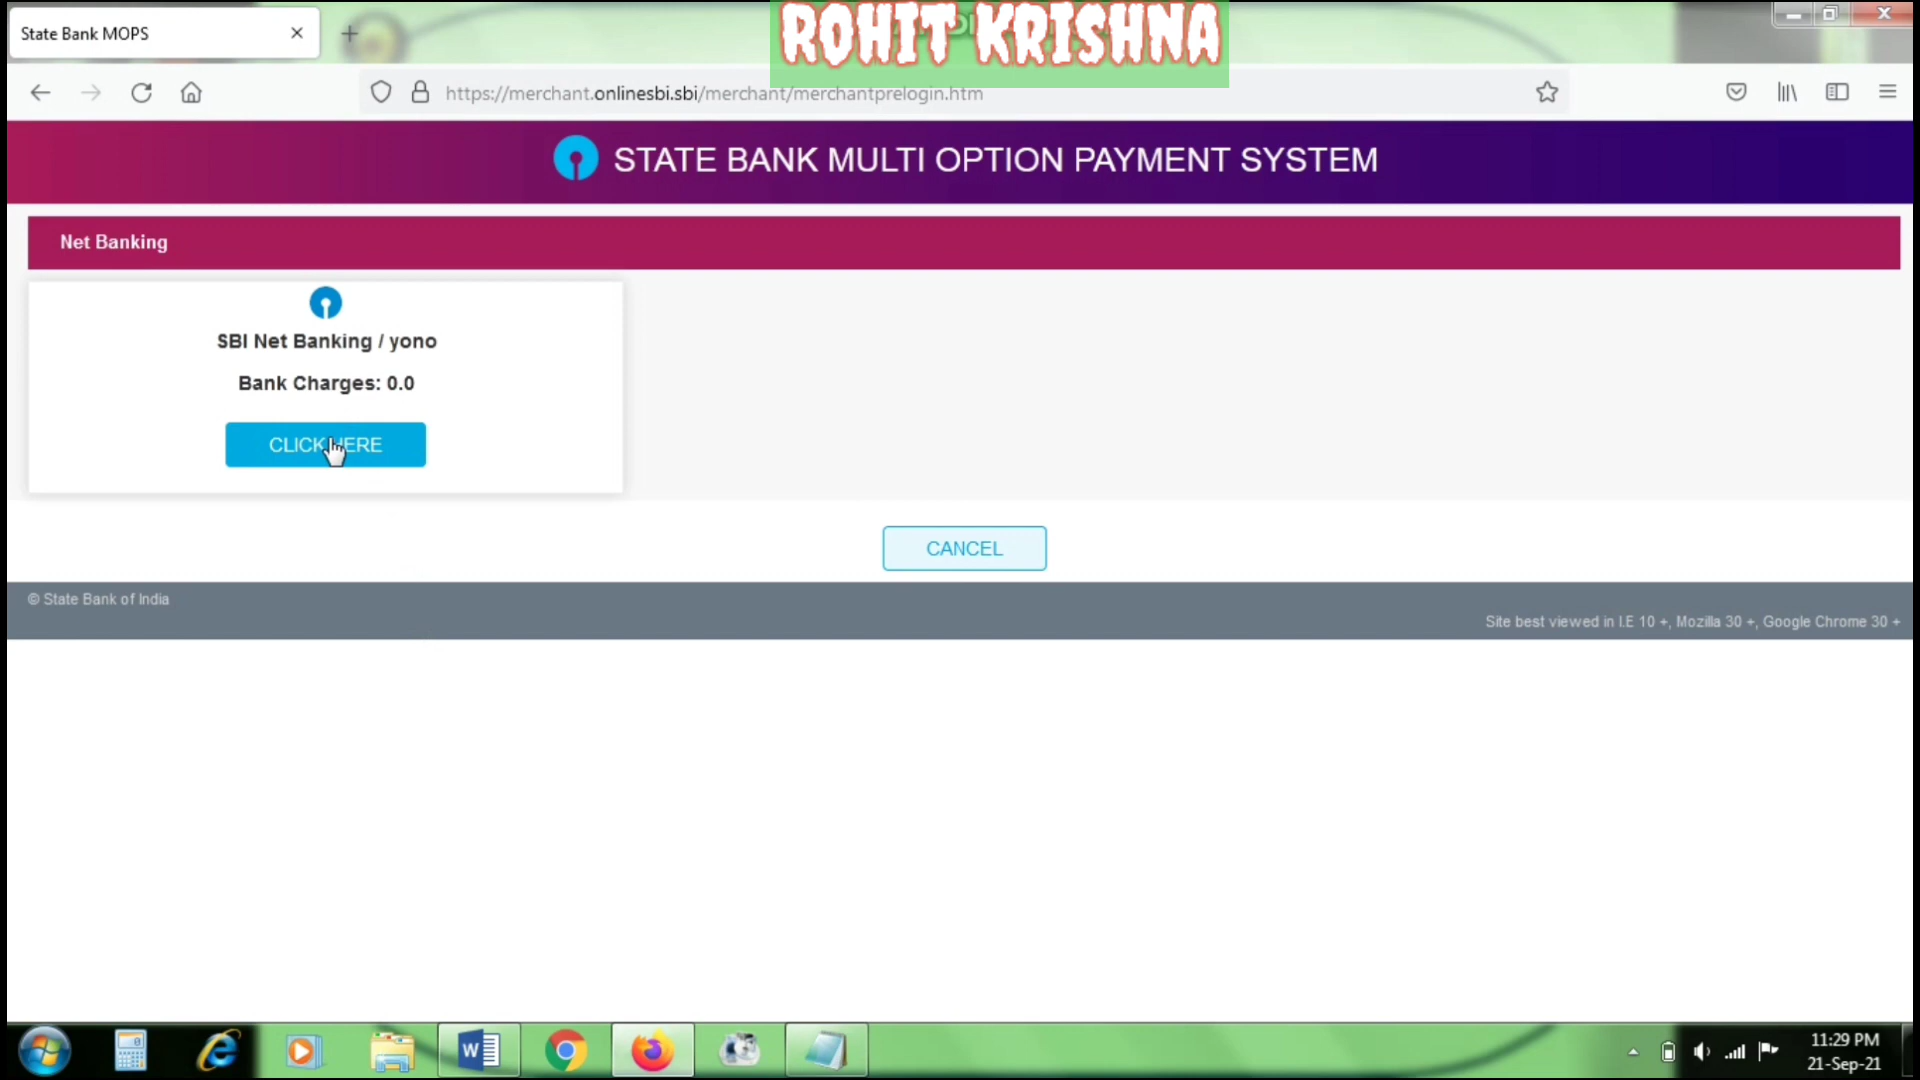 State Bank MOPS
ROHIT KRISHNA
https://merchant.onlinesbi.sbi/merchant/merchantprelogin.htm
STATE BANK MULTI OPTION PAYMENT SYSTEM
Net Banking
SBI Net Banking / yono
Bank Charges: 0.0
CLICK HERE
CANCEL
© State Bank of India
Site best viewed in I.E 10 +, Mozilla 30 +, Google Chrome 30 +
11:29 PM
21-Sep-21